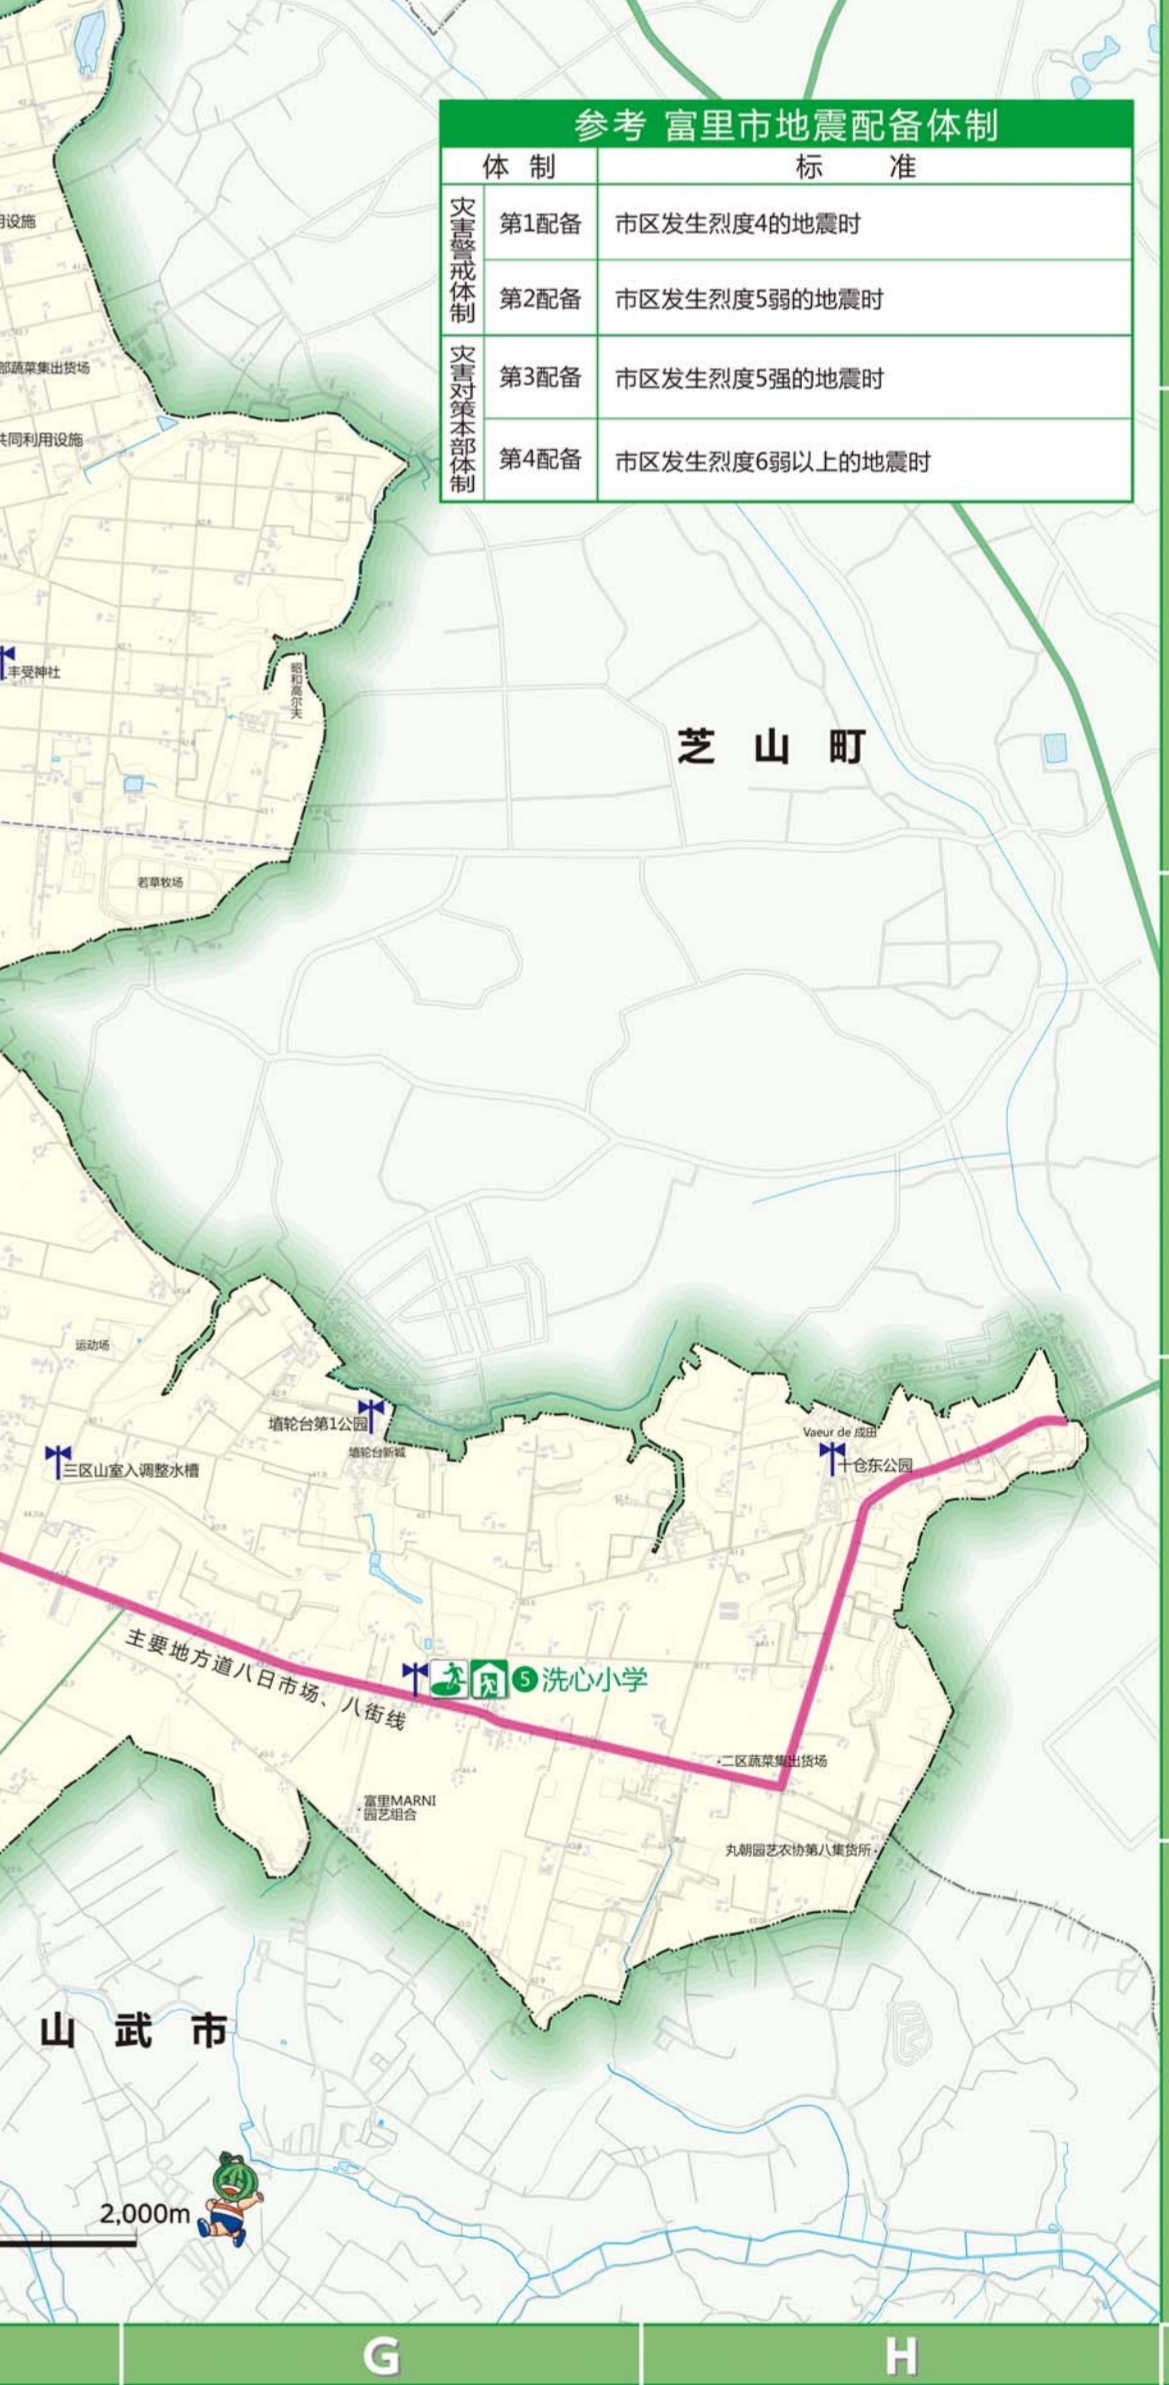 参考 富里市地震配备体制
体 制
标 准
灾害警戒体制
第1配备
市区发生烈度4的地震时
第2配备
市区发生烈度5弱的地震时
灾害对策本部体制
第3配备
市区发生烈度5强的地震时
第4配备
市区发生烈度6弱以上的地震时
用设施
部蔬菜集出货场
共同利用设施
丰受神社
昭和高尔夫
芝 山 町
若草牧场
运动场
埴轮台第1公园
埴轮台新城
三区山室入调整水槽
Vaeur de 成田
十仓东公园
主要地方道八日市场、八街线
5 洗心小学
二区蔬菜集出货场
富里MARNI
园艺组合
丸朝园艺农协第八集货所
山 武 市
2,000m
G
H